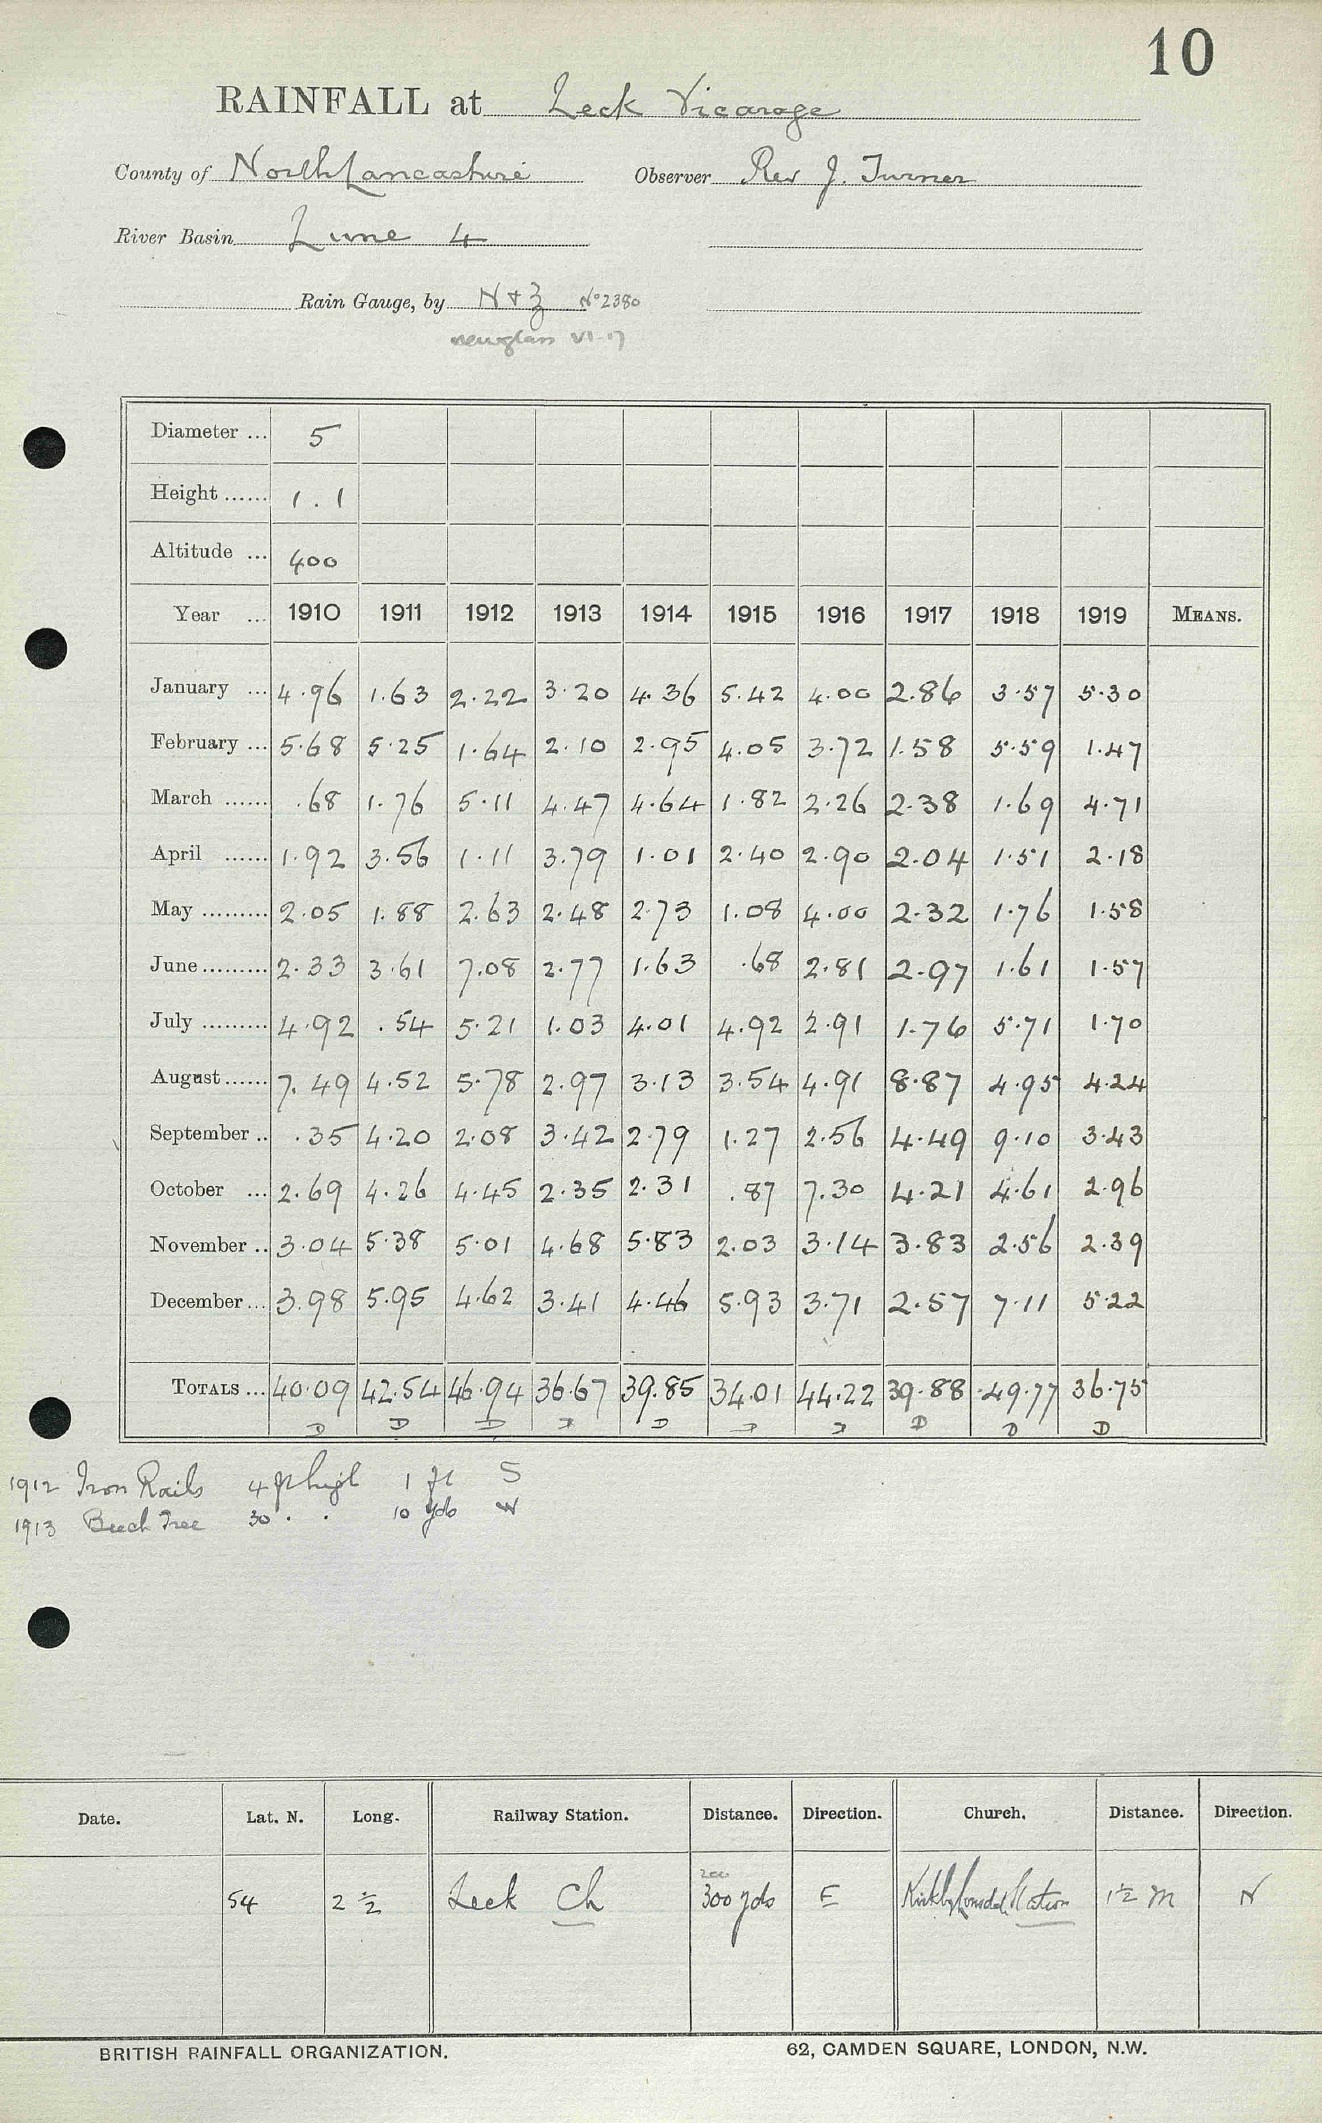 10
RAINFALL at Leck Vicarage
County of North Lancashire Observer Rev J. Turner
River Basin Lune 4
Rain Gauge, by N & Z No 2380
new glass VI-17
Diameter ... 5
Height ...... 1.1
Altitude ... 400
Year ... 1910 1911 1912 1913 1914 1915 1916 1917 1918 1919 MEANS.
January ... 4.96 1.63 2.22 3.20 4.36 5.42 4.00 2.86 3.57 5.30
February ... 5.68 5.25 1.64 2.10 2.95 4.05 3.72 1.58 5.59 1.47
March ...... .68 1.76 5.11 4.47 4.64 1.82 2.26 2.38 1.69 4.71
April ...... 1.92 3.56 1.11 3.79 1.01 2.40 2.90 2.04 1.51 2.18
May ......... 2.05 1.88 2.63 2.48 2.73 1.08 4.00 2.32 1.76 1.58
June ......... 2.33 3.61 7.08 2.77 1.63 .68 2.81 2.97 1.61 1.57
July ......... 4.92 .54 5.21 1.03 4.01 4.92 2.91 1.76 5.71 1.70
August ...... 7.49 4.52 5.78 2.97 3.13 3.54 4.91 8.87 4.95 4.24
September .. .35 4.20 2.08 3.42 2.79 1.27 2.56 4.49 9.10 3.43
October ... 2.69 4.26 4.45 2.35 2.31 .87 7.30 4.21 4.61 2.96
November .. 3.04 5.38 5.01 4.68 5.83 2.03 3.14 3.83 2.56 2.39
December ... 3.98 5.95 4.62 3.41 4.46 5.93 3.71 2.57 7.11 5.22
TOTALS ... 40.09 42.54 46.94 36.67 39.85 34.01 44.22 39.88 49.77 36.75
D D D D D D D D D D
1912 Iron Rails 4 ft high 1 ft S
1913 Beech Tree 30 " " 10 yds W
Date. Lat. N. Long. Railway Station. Distance. Direction. Church. Distance. Direction.
200
54 2 1/2 Leck Ch 300 yds E Kirkby Lonsdale Station 1 1/2 m N
BRITISH RAINFALL ORGANIZATION. 62, CAMDEN SQUARE, LONDON, N.W.